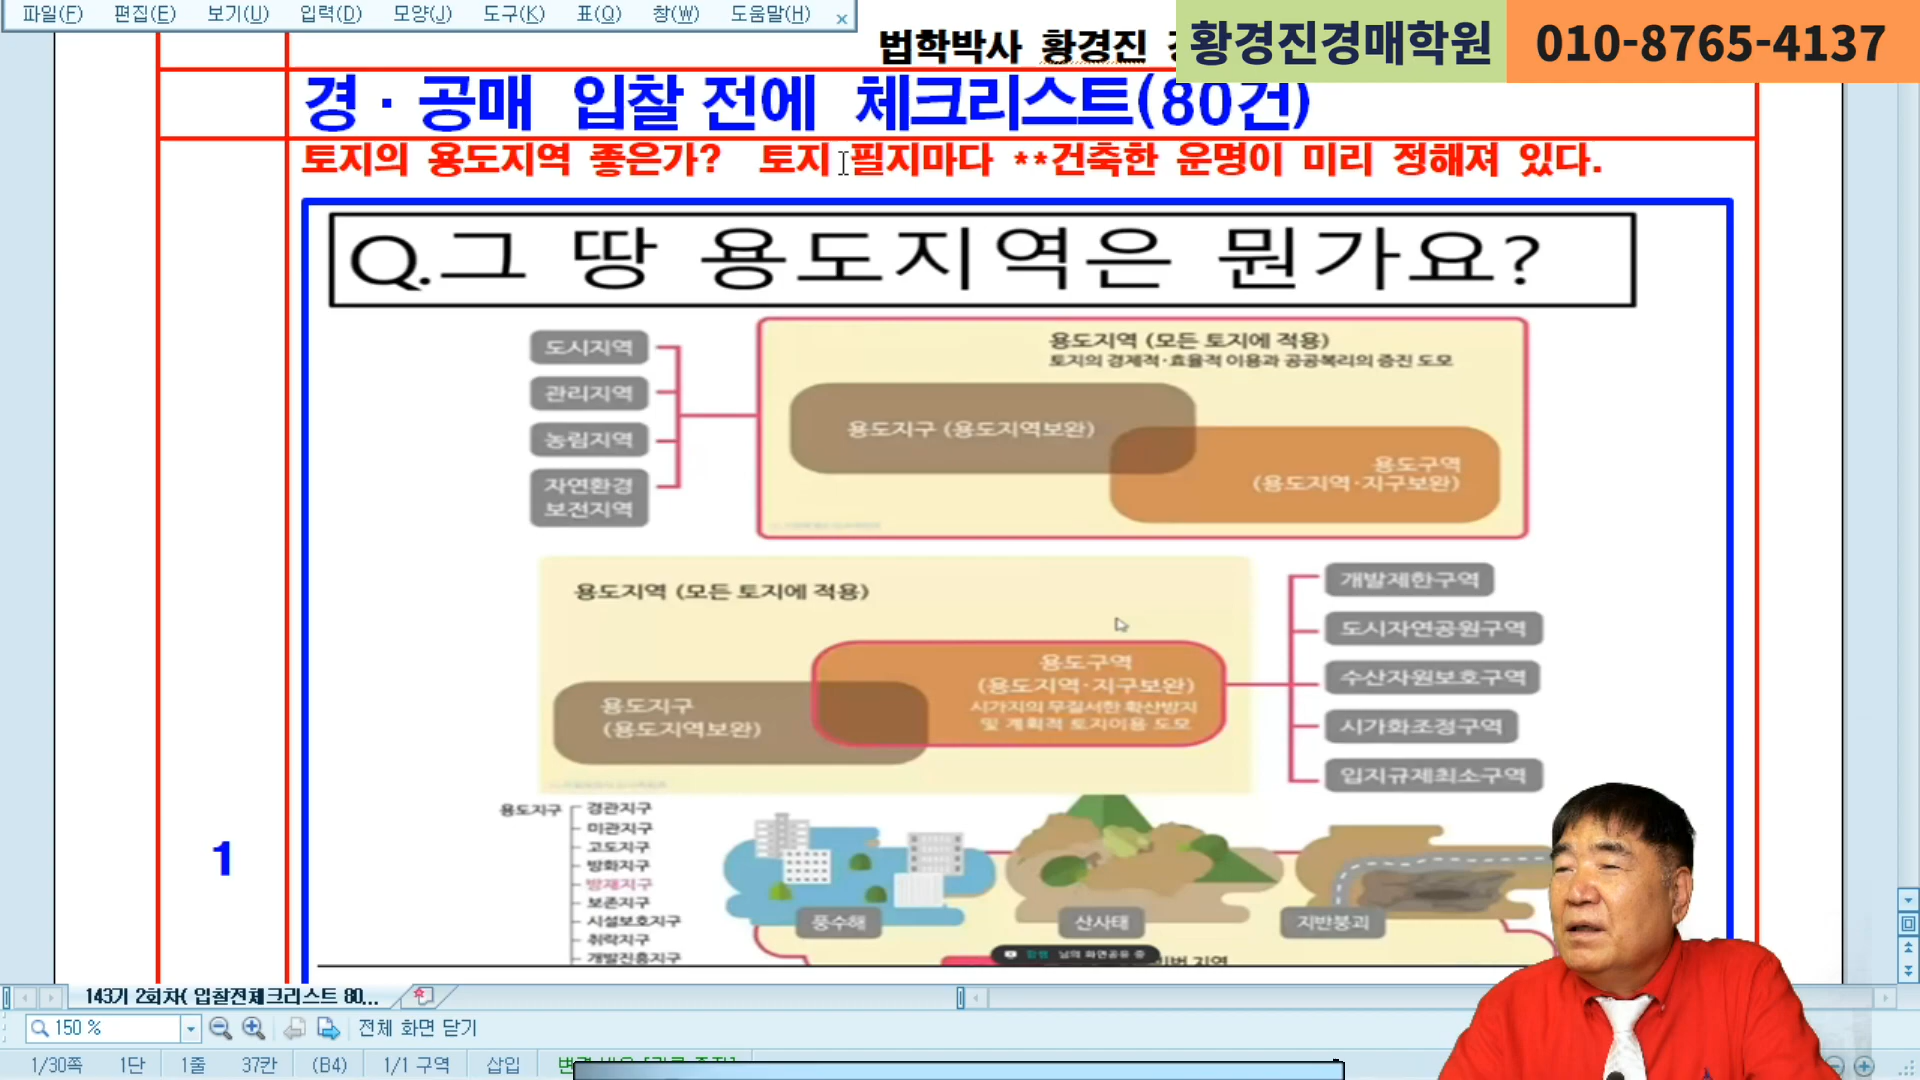 파일(F) 편집(E) 보기(U) 입력(D) 모양(J) 도구(K) 표(Q) 창(W) 도움말(H)
법학박사 황경진
황경진경매학원 010-8765-4137
경·공매 입찰 전에 체크리스트(80건)
토지의 용도지역 좋은가? 토지 필지마다 **건축한 운명이 미리 정해져 있다.
Q.그 땅 용도지역은 뭔가요?
도시지역
관리지역
농림지역
자연환경
보전지역
용도지역 (모든 토지에 적용)
토지의 경제적·효율적 이용과 공공복리의 증진 도모
용도지구 (용도지역보완)
용도구역
(용도지역·지구보완)
용도지역 (모든 토지에 적용)
용도구역
(용도지역·지구보완)
시가지의 무질서한 확산방지
및 계획적 토지이용 도모
용도지구
(용도지역보완)
개발제한구역
도시자연공원구역
수산자원보호구역
시가화조정구역
입지규제최소구역
1
용도지구
경관지구
미관지구
고도지구
방화지구
방재지구
보존지구
시설보호지구
취락지구
개발진흥지구
풍수해
산사태
지반붕괴
님의 화면공유 중
지역
143기 2회차( 입찰전체크리스트 80...
150 % 전체 화면 닫기
1/30쪽 1단 1줄 37칸 (B4) 1/1 구역 삽입